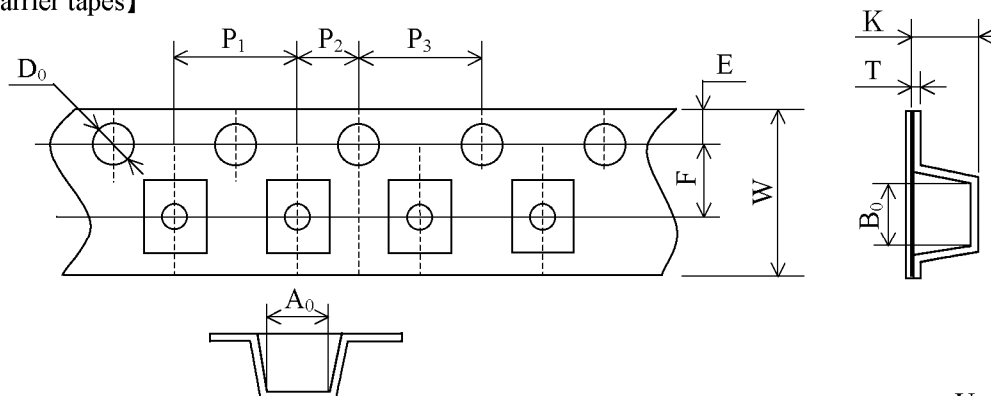 arrier tapes】
P₁ P₂ P₃
K
D₀
E
T
F
W
B₀
A₀